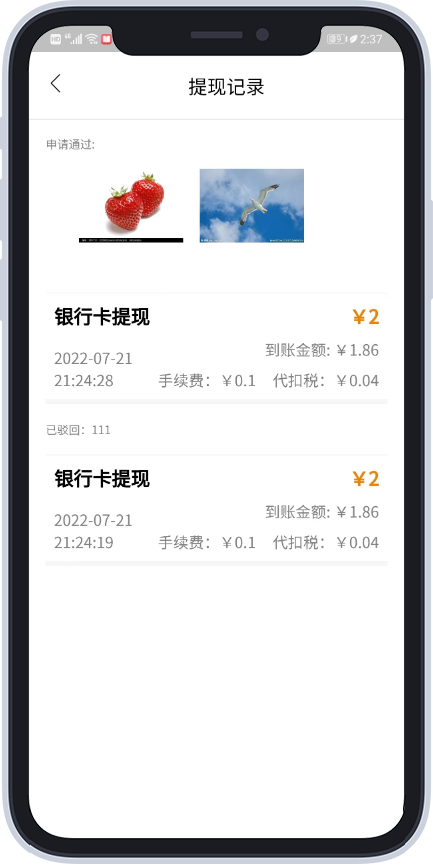 2:37
提现记录
申请通过:
银行卡提现 ￥2
到账金额: ￥1.86
2022-07-21
21:24:28 手续费: ￥0.1 代扣税: ￥0.04
已驳回: 111
银行卡提现 ￥2
到账金额: ￥1.86
2022-07-21
21:24:19 手续费: ￥0.1 代扣税: ￥0.04